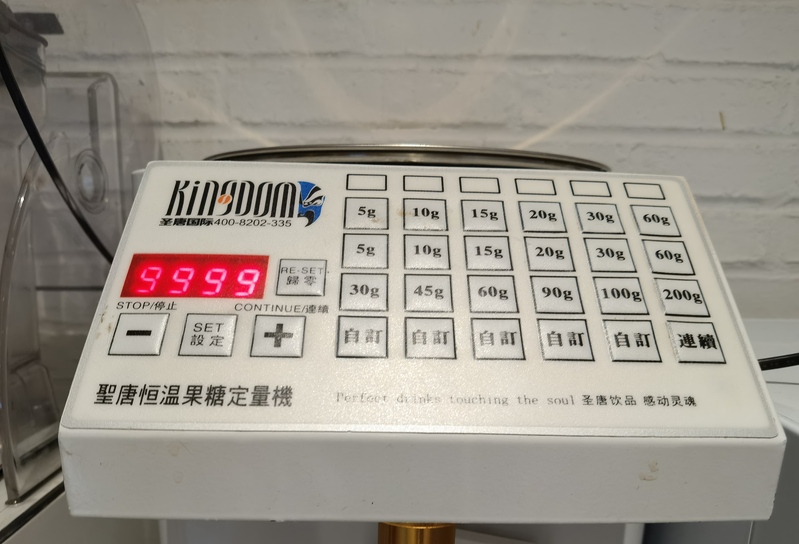 KingDOM
圣唐国际400-8202-335
9999
RE-SET
歸零
STOP/停止
CONTINUE/連續
−
SET
設定
+
5g 10g 15g 20g 30g 60g
5g 10g 15g 20g 30g 60g
30g 45g 60g 90g 100g 200g
自訂 自訂 自訂 自訂 自訂 連續
聖唐恒温果糖定量機
Perfect drinks touching the soul 圣唐饮品 感动灵魂